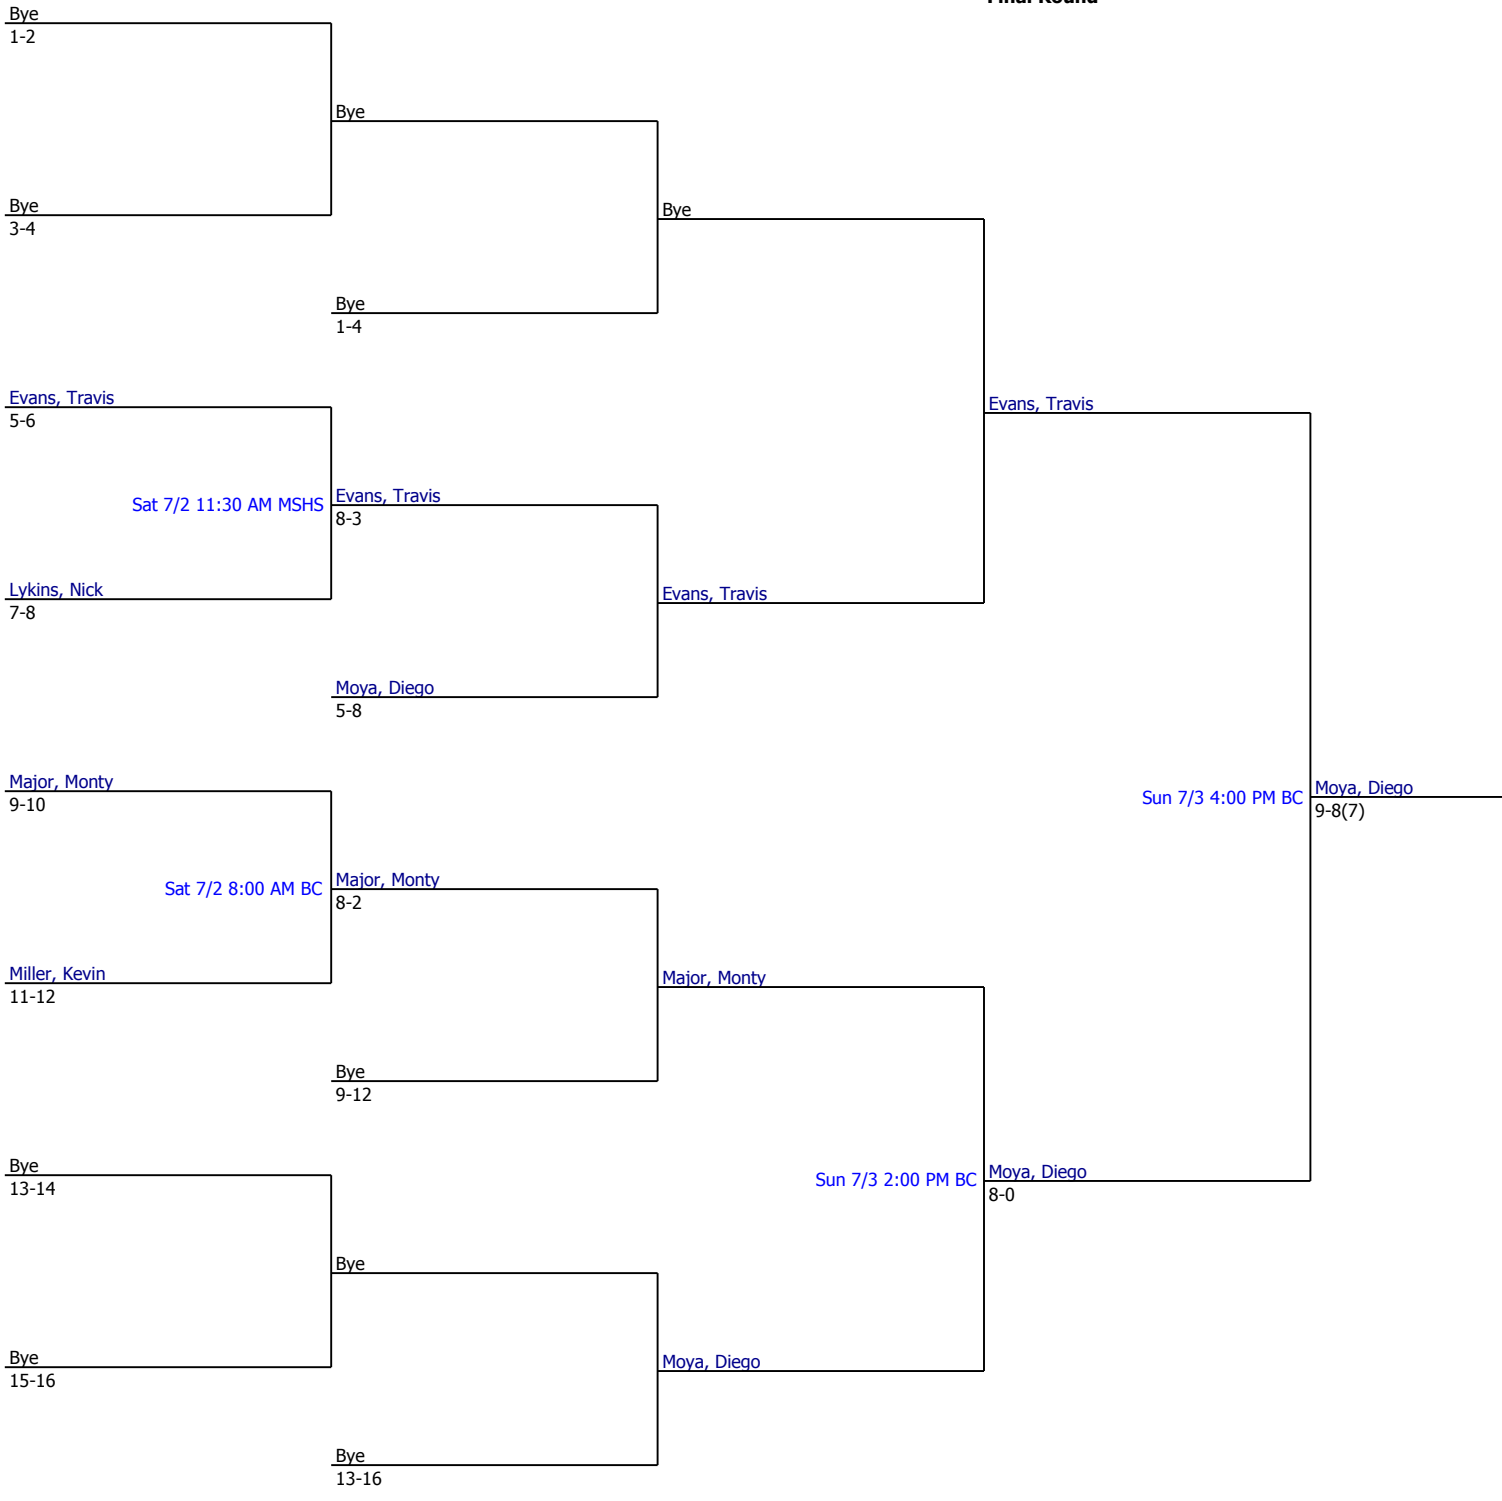 Final Round
Bye
1-2
Bye
Bye
3-4
Bye
Bye
1-4
Evans, Travis
5-6
Evans, Travis
Sat 7/2 11:30 AM MSHS
Evans, Travis
8-3
Lykins, Nick
7-8
Evans, Travis
Moya, Diego
5-8
Major, Monty
9-10
Sun 7/3 4:00 PM BC
Moya, Diego
9-8(7)
Sat 7/2 8:00 AM BC
Major, Monty
8-2
Miller, Kevin
11-12
Major, Monty
Bye
9-12
Bye
13-14
Sun 7/3 2:00 PM BC
Moya, Diego
8-0
Bye
Bye
15-16
Moya, Diego
Bye
13-16